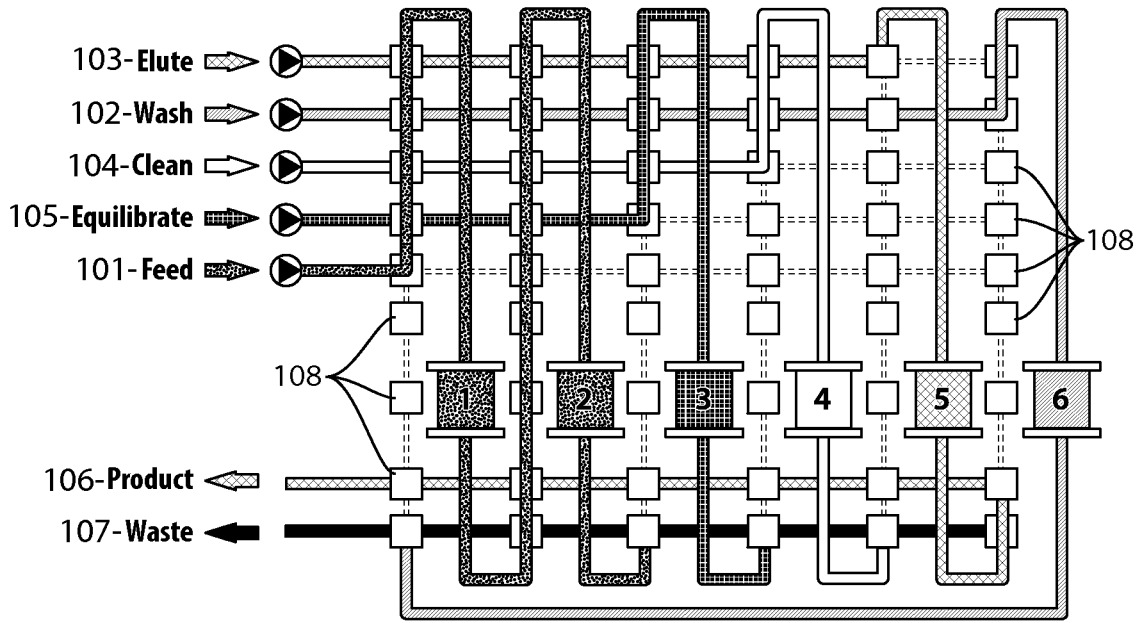 103-Elute
102-Wash
104-Clean
105-Equilibrate
101-Feed
108
108
1 2 3 4 5 6
106-Product
107-Waste